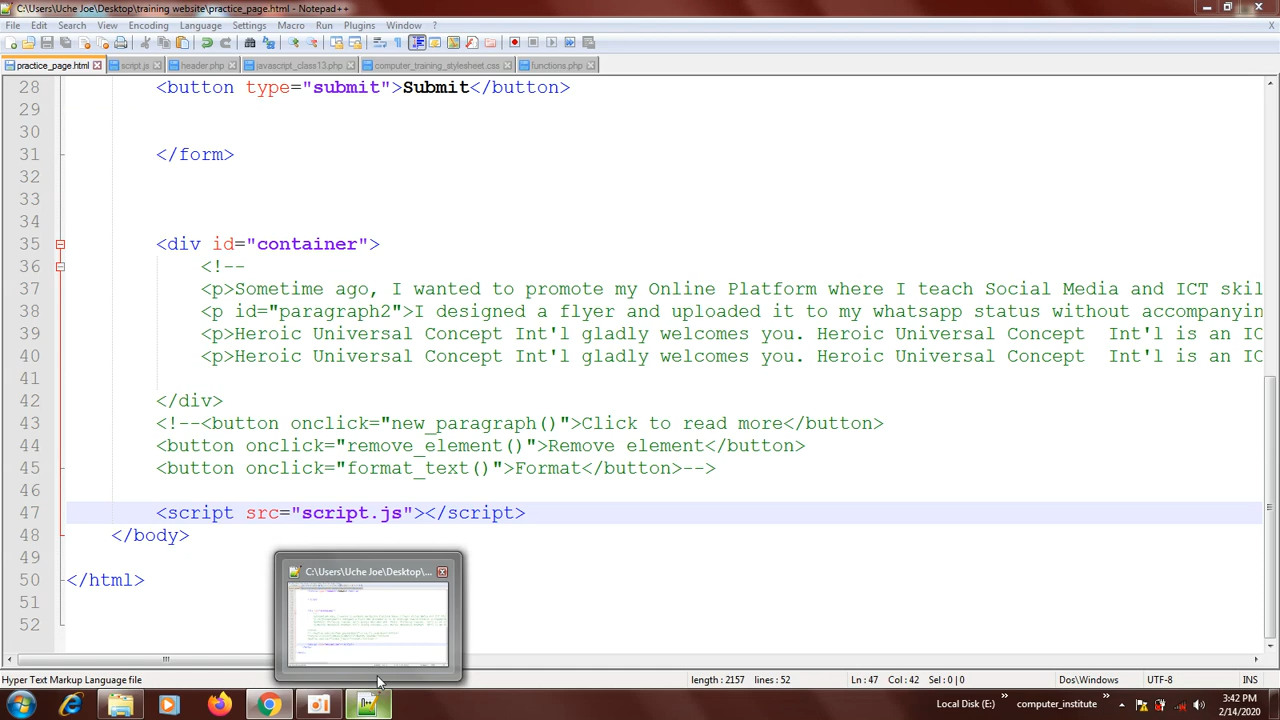 C:\Users\Uche Joe\Desktop\training website\practice_page.html - Notepad++
File Edit Search View Encoding Language Settings Macro Run Plugins Window ? X
practice_page.html script.js header.php javascript_class13.php computer_training_stylesheet.css functions.php
28 <button type="submit">Submit</button>
29
30
31 </form>
32
33
34
35 <div id="container">
36 <!--
37 <p>Sometime ago, I wanted to promote my Online Platform where I teach Social Media and ICT skil
38 <p id="paragraph2">I designed a flyer and uploaded it to my whatsapp status without accompanyin
39 <p>Heroic Universal Concept Int'l gladly welcomes you. Heroic Universal Concept  Int'l is an IC
40 <p>Heroic Universal Concept Int'l gladly welcomes you. Heroic Universal Concept  Int'l is an IC
41
42 </div>
43 <!--<button onclick="new_paragraph()">Click to read more</button>
44 <button onclick="remove_element()">Remove element</button>
45 <button onclick="format_text()">Format</button>-->
46
47 <script src="script.js"></script>
48 </body>
49
50 </html>
51
52
C:\Users\Uche Joe\Desktop\...
Hyper Text Markup Language file length : 2157 lines : 52 Ln : 47 Col : 42 Sel : 0 | 0 Dos\Windows UTF-8 INS
Local Disk (E:) » computer_institute » 3:42 PM
2/14/2020